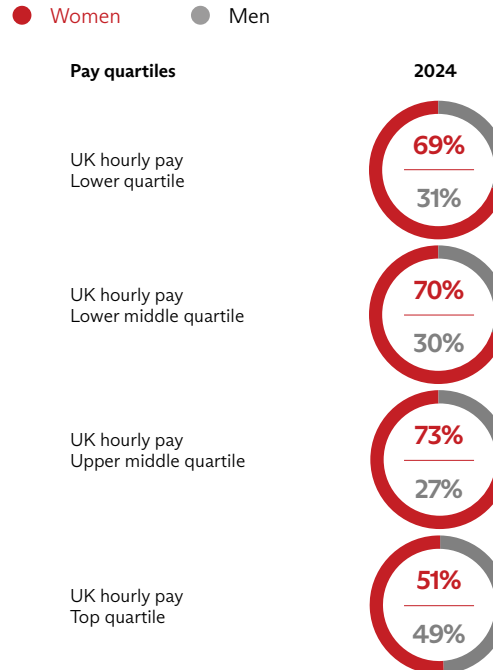 Women Men
Pay quartiles 2024
69%
UK hourly pay
Lower quartile
31%
70%
UK hourly pay
Lower middle quartile
30%
73%
UK hourly pay
Upper middle quartile
27%
51%
UK hourly pay
Top quartile
49%